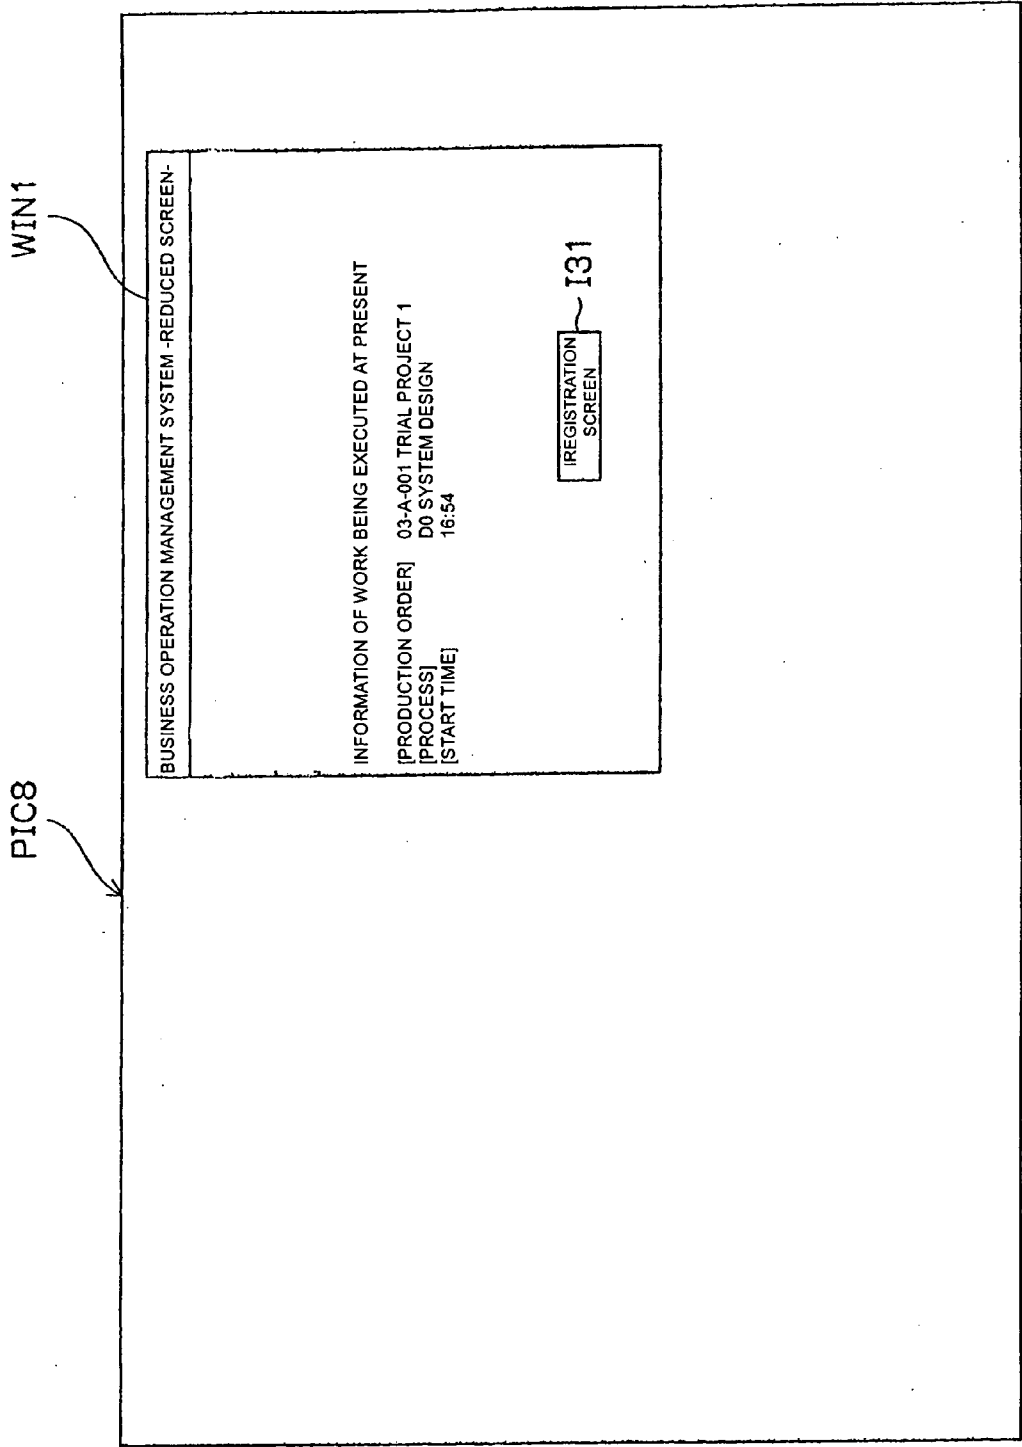 PIC8
WIN1
BUSINESS OPERATION MANAGEMENT SYSTEM -REDUCED SCREEN-
INFORMATION OF WORK BEING EXECUTED AT PRESENT
[PRODUCTION ORDER] 03-A-001 TRIAL PROJECT 1
[PROCESS] D0 SYSTEM DESIGN
[START TIME] 16:54
REGISTRATION
SCREEN
I31